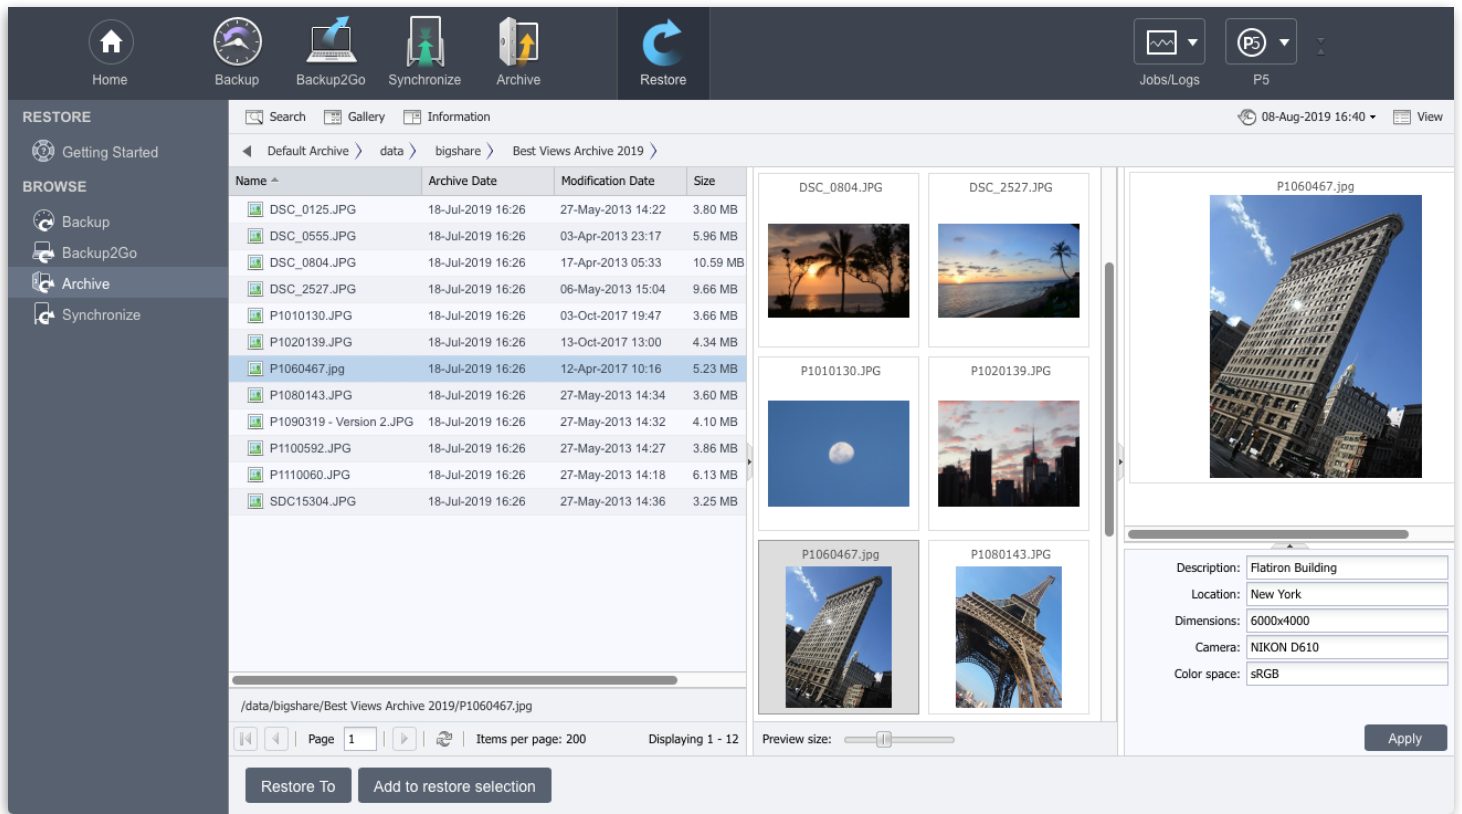 Home
Backup
Backup2Go
Synchronize
Archive
Restore
Jobs/Logs
P5
P5
RESTORE
Getting Started
BROWSE
Backup
Backup2Go
Archive
Synchronize
Search Gallery Information
08-Aug-2019 16:40 View
Default Archive data bigshare Best Views Archive 2019
Name Archive Date Modification Date Size
DSC_0125.JPG 18-Jul-2019 16:26 27-May-2013 14:22 3.80 MB
DSC_0555.JPG 18-Jul-2019 16:26 03-Apr-2013 23:17 5.96 MB
DSC_0804.JPG 18-Jul-2019 16:26 17-Apr-2013 05:33 10.59 MB
DSC_2527.JPG 18-Jul-2019 16:26 06-May-2013 15:04 9.66 MB
P1010130.JPG 18-Jul-2019 16:26 03-Oct-2017 19:47 3.66 MB
P1020139.JPG 18-Jul-2019 16:26 13-Oct-2017 13:00 4.34 MB
P1060467.jpg 18-Jul-2019 16:26 12-Apr-2017 10:16 5.23 MB
P1080143.JPG 18-Jul-2019 16:26 27-May-2013 14:34 3.60 MB
P1090319 - Version 2.JPG 18-Jul-2019 16:26 27-May-2013 14:32 4.10 MB
P1100592.JPG 18-Jul-2019 16:26 27-May-2013 14:27 3.86 MB
P1110060.JPG 18-Jul-2019 16:26 27-May-2013 14:18 6.13 MB
SDC15304.JPG 18-Jul-2019 16:26 27-May-2013 14:36 3.25 MB
/data/bigshare/Best Views Archive 2019/P1060467.jpg
Page 1 Items per page: 200 Displaying 1 - 12
DSC_0804.JPG DSC_2527.JPG
P1010130.JPG P1020139.JPG
P1060467.jpg P1080143.JPG
Preview size:
P1060467.jpg
Description: Flatiron Building
Location: New York
Dimensions: 6000x4000
Camera: NIKON D610
Color space: sRGB
Apply
Restore To Add to restore selection